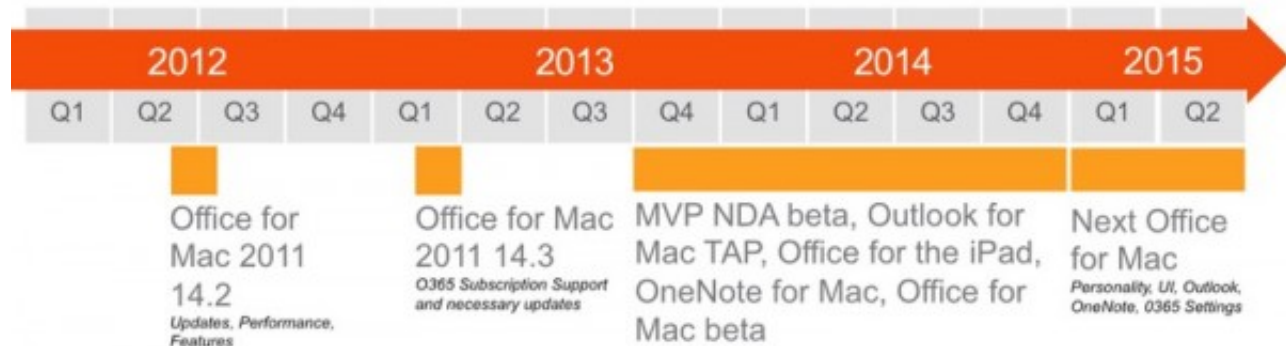 2012 2013 2014 2015
Q1 Q2 Q3 Q4 Q1 Q2 Q3 Q4 Q1 Q2 Q3 Q4 Q1 Q2
Office for
Mac 2011
14.2
Updates, Performance,
Features
Office for Mac
2011 14.3
O365 Subscription Support
and necessary updates
MVP NDA beta, Outlook for
Mac TAP, Office for the iPad,
OneNote for Mac, Office for
Mac beta
Next Office
for Mac
Personality, UI, Outlook,
OneNote, 0365 Settings